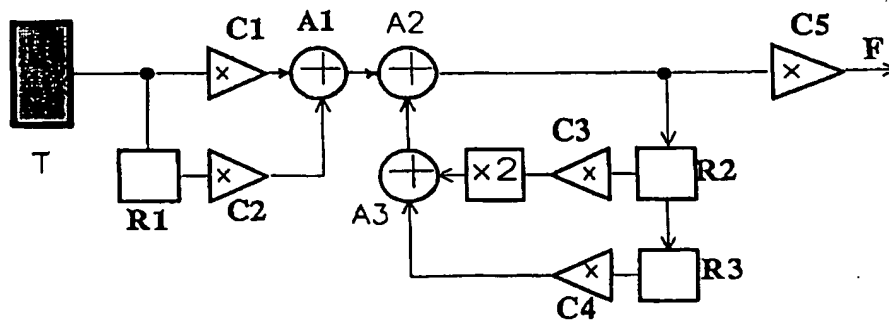 C1 A1 A2 C5
× + + × F
T
R1 × C2 A3 + ×2 C3 × R2
C4 × R3